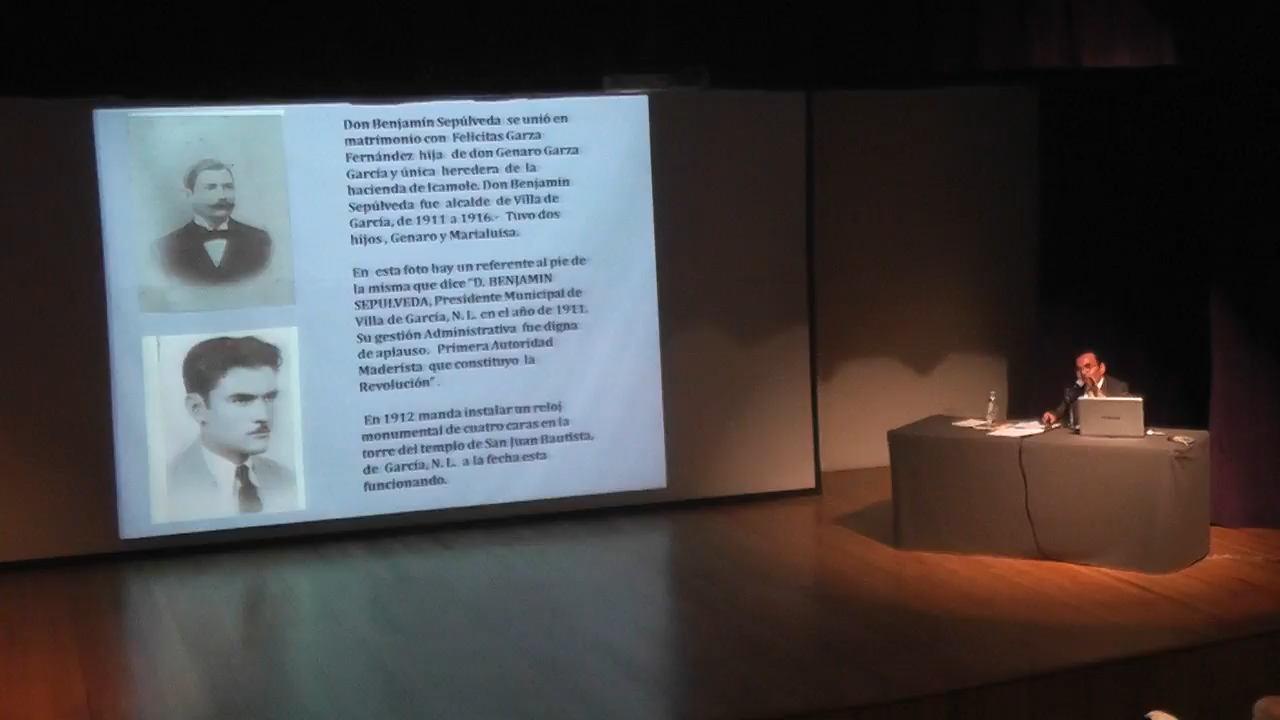 Don Benjamín Sepúlveda se unió en
matrimonio con Felicitas Garza
Fernández hija de don Genaro Garza
García y única heredera de la
hacienda de Icamole. Don Benjamín
Sepúlveda fue alcalde de Villa de
García, de 1911 a 1916.- Tuvo dos
hijos , Genaro y Marialuisa.
En esta foto hay un referente al pie de
la misma que dice "D. BENJAMIN
SEPULVEDA, Presidente Municipal de
Villa de García, N. L. en el año de 1911.
Su gestión Administrativa fue digna
de aplauso. Primera Autoridad
Maderista que constituyo la
Revolución" .
En 1912 manda instalar un reloj
monumental de cuatro caras en la
torre del templo de San Juan Bautista,
de García, N. L. a la fecha esta
funcionando.